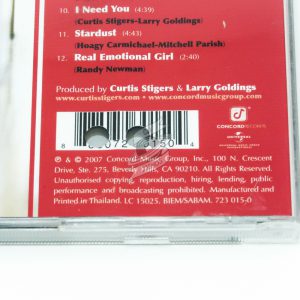 10. I Need You (4:39)
(Curtis Stigers-Larry Goldings)
11. Stardust (4:43)
(Hoagy Carmichael-Mitchell Parish)
12. Real Emotional Girl (2:40)
(Randy Newman)
Produced by Curtis Stigers & Larry Goldings
www.curtisstigers.com • www.concordmusicgroup.com
CONCORD RECORDS
UNIVERSAL
℗ & © 2007 Concord Music Group, Inc., 100 N. Crescent
Drive, Ste. 275, Beverly Hills, CA 90210. All Rights Reserved.
Unauthorised copying, reproduction, hiring, lending, public
performance and broadcasting prohibited. Manufactured and
Printed in Thailand. LC 15025. BIEM/SABAM. 723 015-0